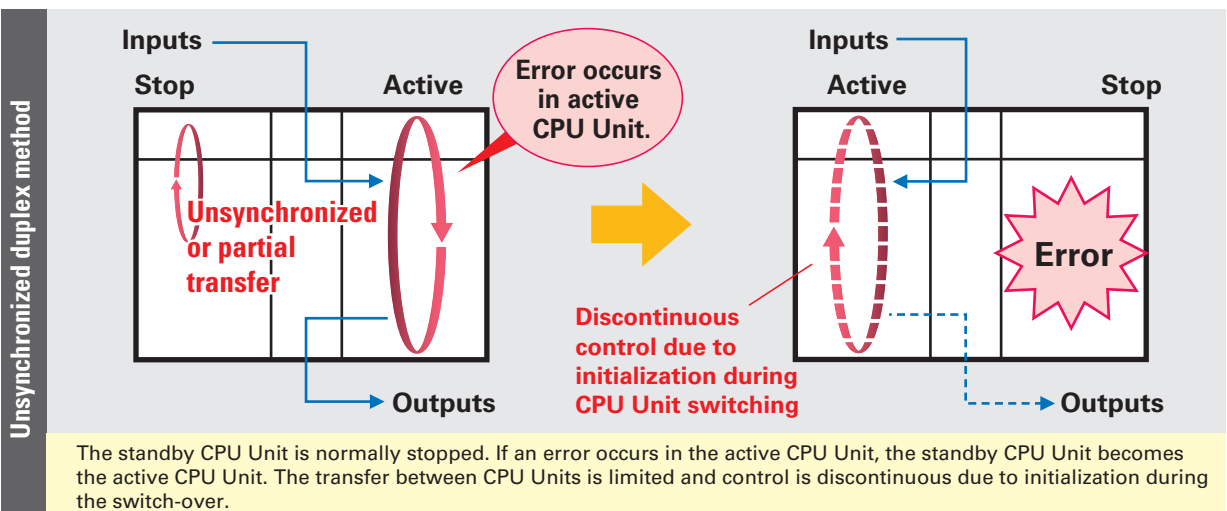 Unsynchronized duplex method
Inputs
Stop
Active
Error occurs
in active
CPU Unit.
Unsynchronized
or partial
transfer
Outputs
Inputs
Active
Stop
Error
Discontinuous
control due to
initialization during
CPU Unit switching
Outputs
The standby CPU Unit is normally stopped. If an error occurs in the active CPU Unit, the standby CPU Unit becomes
the active CPU Unit. The transfer between CPU Units is limited and control is discontinuous due to initialization during
the switch-over.